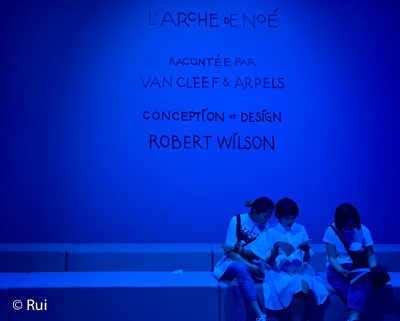 L'ARCHE DE NOÉ
RACONTÉE PAR
VAN CLEEF & ARPELS
CONCEPTION et DESIGN
ROBERT WILSON
© Rui